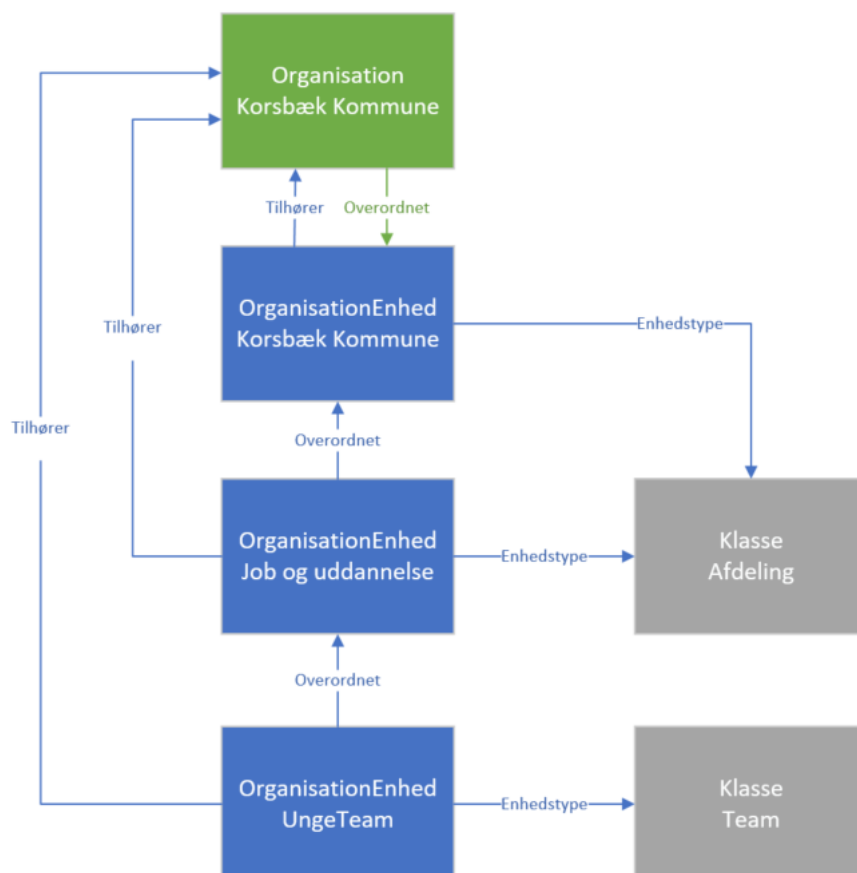 Organisation
Korsbæk Kommune
Tilhører
Overordnet
OrganisationEnhed
Korsbæk Kommune
Enhedstype
Tilhører
Tilhører
Overordnet
OrganisationEnhed
Job og uddannelse
Enhedstype
Klasse
Afdeling
Overordnet
OrganisationEnhed
UngeTeam
Enhedstype
Klasse
Team